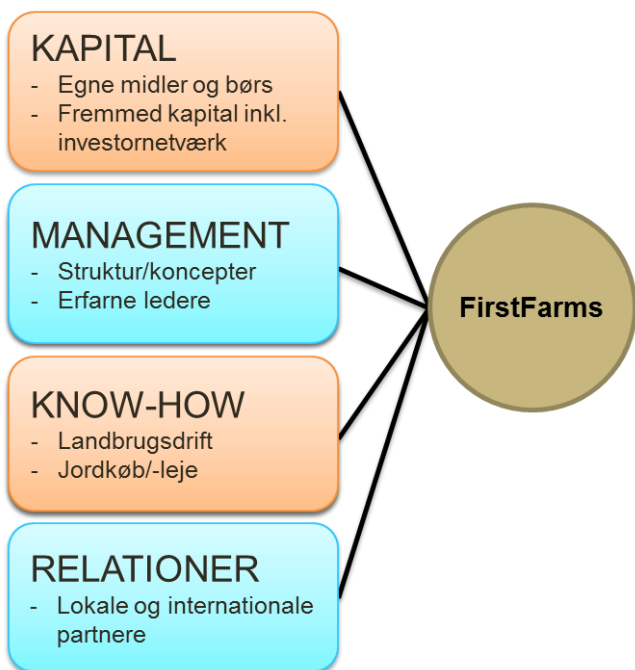 KAPITAL
- Egne midler og børs
- Fremmed kapital inkl.
investornetværk
MANAGEMENT
- Struktur/koncepter
- Erfarne ledere
KNOW-HOW
- Landbrugsdrift
- Jordkøb/-leje
RELATIONER
- Lokale og internationale
partnere
FirstFarms